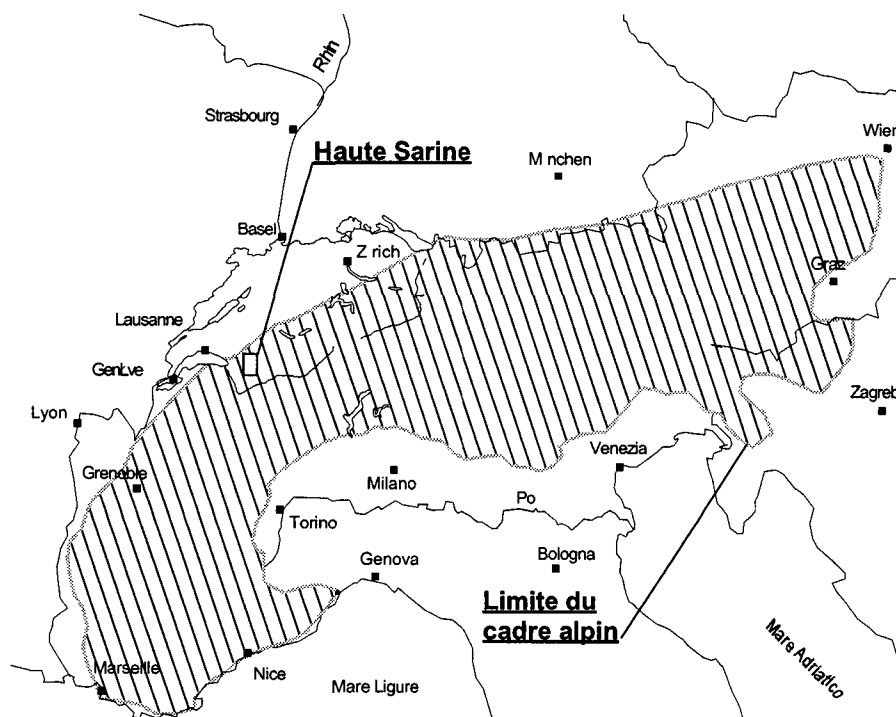 Rhin
Strasbourg
Haute Sarine
M nchen
Wien
Basel
Z rich
Graz
Lausanne
GenLve
Lyon
Zagreb
Grenoble
Venezia
Milano
Po
Torino
Genova
Bologna
Limite du
cadre alpin
Mare Adriatico
Marseille
Nice
Mare Ligure